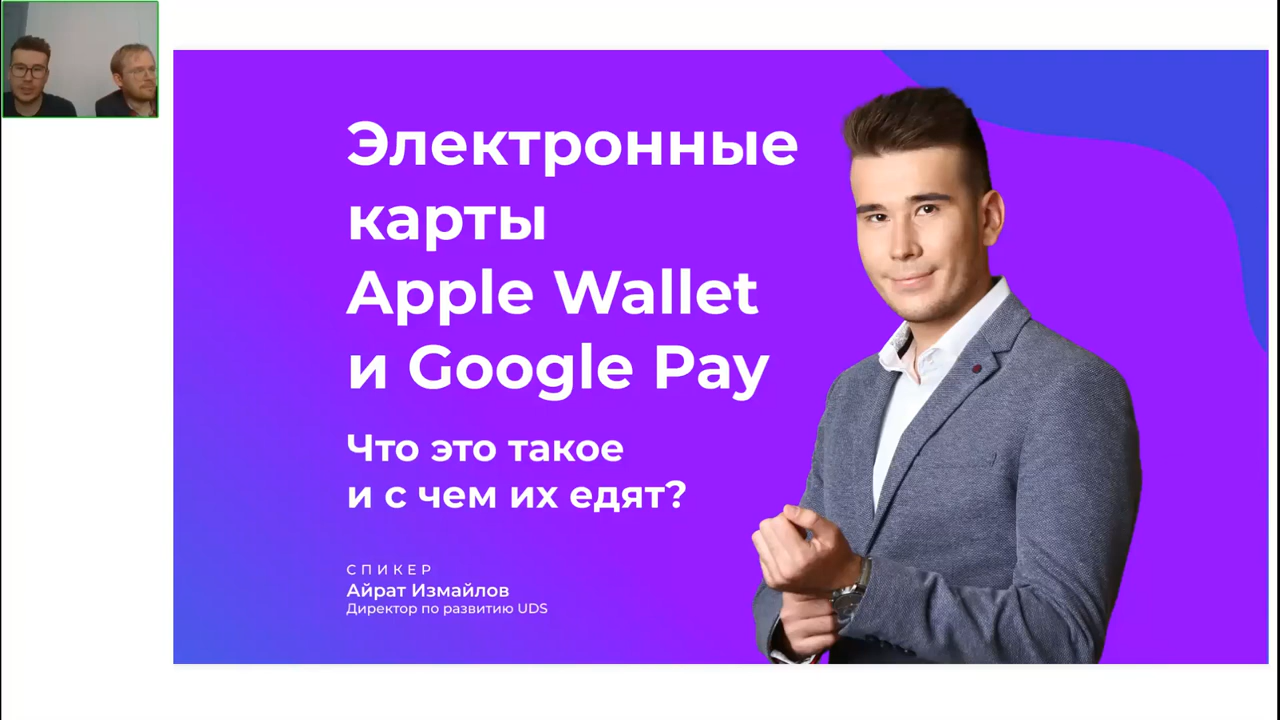 Электронные
карты
Apple Wallet
и Google Pay
Что это такое
и с чем их едят?
СПИКЕР
Айрат Измайлов
Директор по развитию UDS